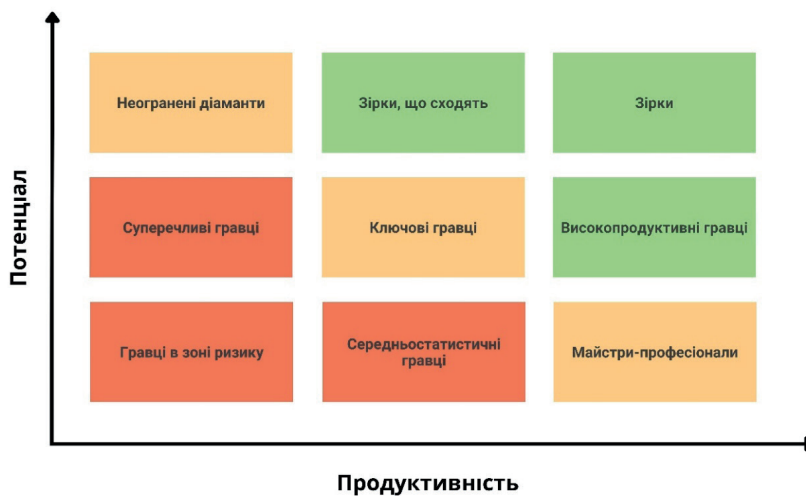 Неогранені діаманти
Зірки, що сходять
Зірки
Потенціал
Суперечливі гравці
Ключові гравці
Високопродуктивні гравці
Гравці в зоні ризику
Середньостатистичні
гравці
Майстри-професіонали
Продуктивність